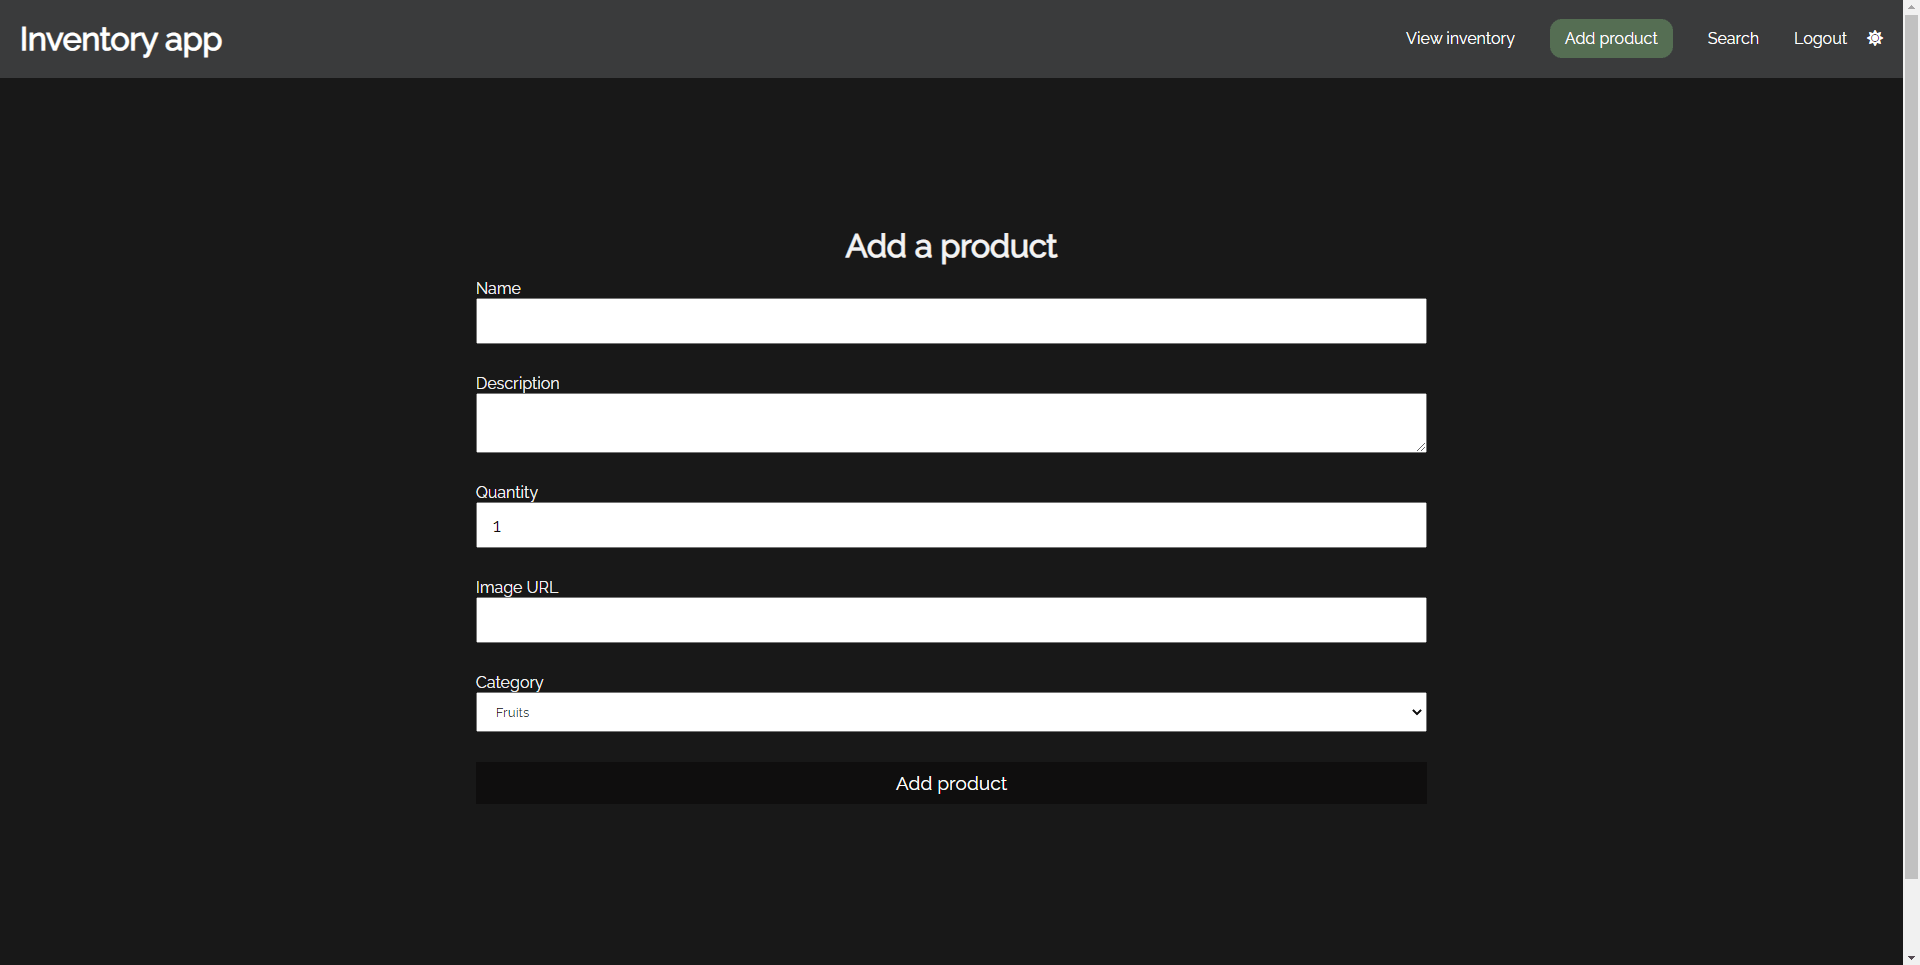 Inventory app
View inventory
Add product
Search
Logout
Add a product
Name
Description
Quantity
1
Image URL
Category
Fruits
Add product